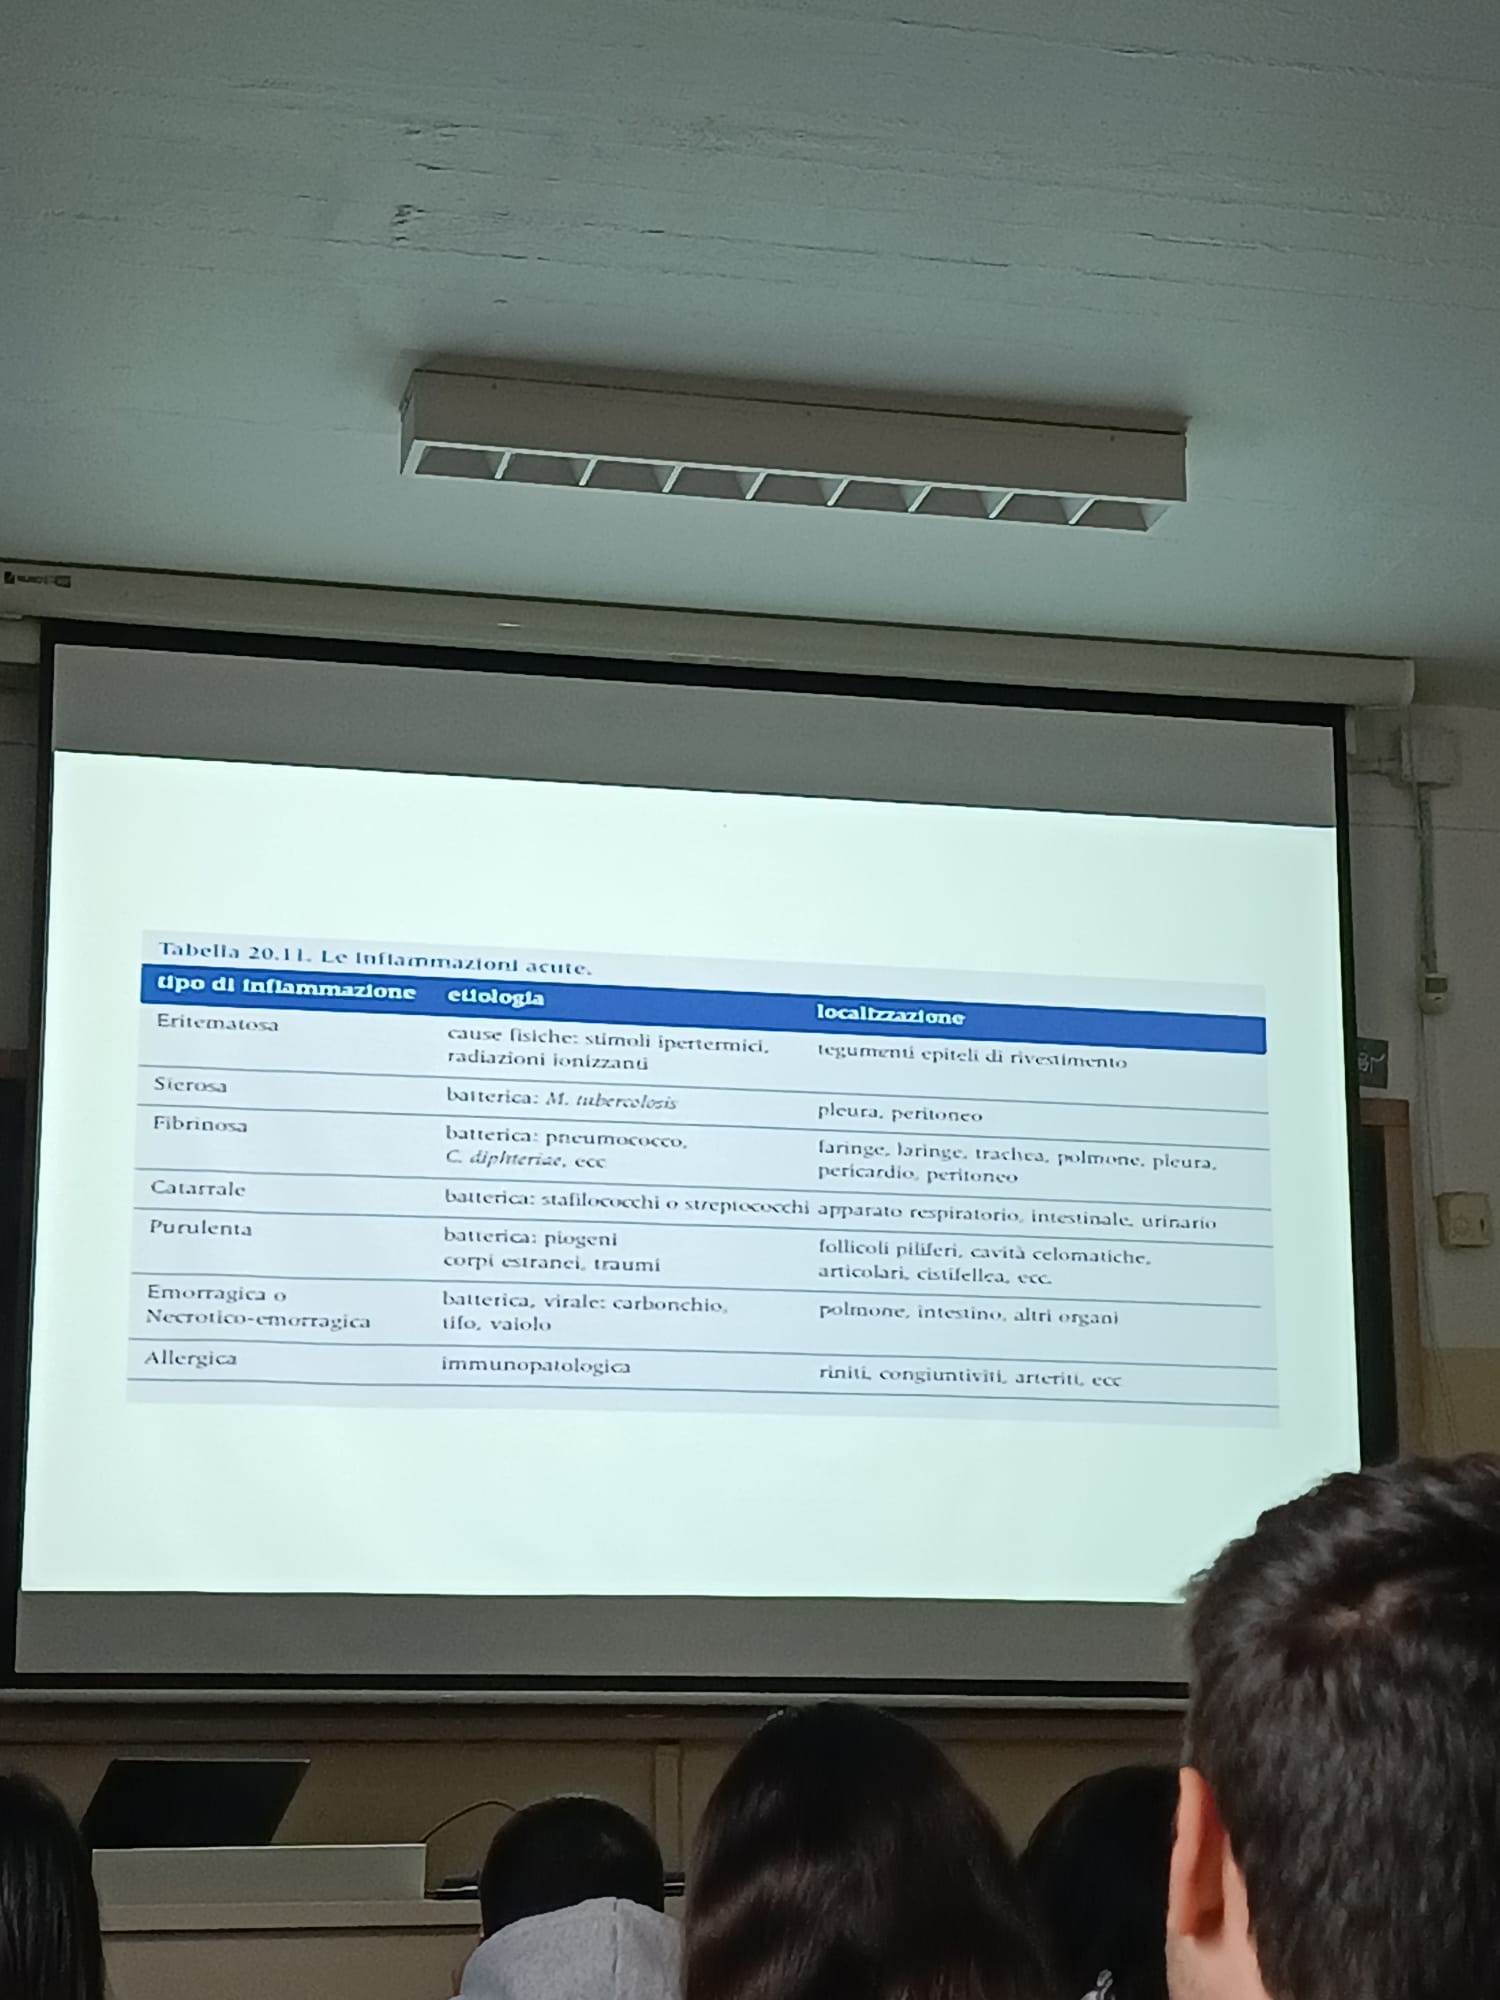 Tabella 20.11. Le infiammazioni acute.
tipo di infiammazione etiologia localizzazione
Eritematosa cause fisiche: stimoli ipertermici, tegumenti epiteli di rivestimento
radiazioni ionizzanti
Sierosa batterica: M. tubercolosis pleura, peritoneo
Fibrinosa batterica: pneumococco, faringe, laringe, trachea, polmone, pleura,
C. diphteriae, ecc pericardio, peritoneo
Catarrale batterica: stafilococchi o streptococchi apparato respiratorio, intestinale, urinario
Purulenta batterica: piogeni follicoli piliferi, cavità celomatiche,
corpi estranei, traumi articolari, cistifellea, ecc.
Emorragica o batterica, virale: carbonchio, polmone, intestino, altri organi
Necrotico-emorragica tifo, vaiolo
Allergica immunopatologica riniti, congiuntiviti, arteriti, ecc